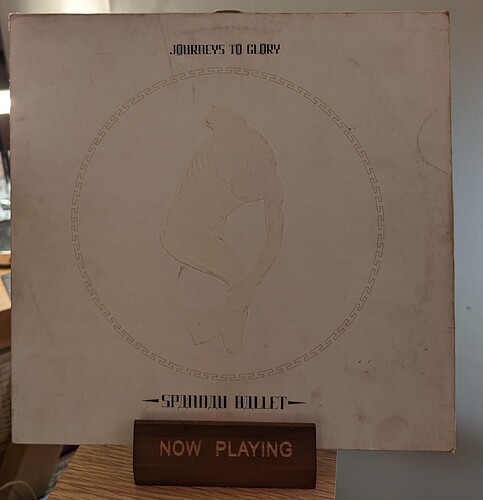 JOURNEYS TO GLORY
SPANDAU BALLET
NOW PLAYING